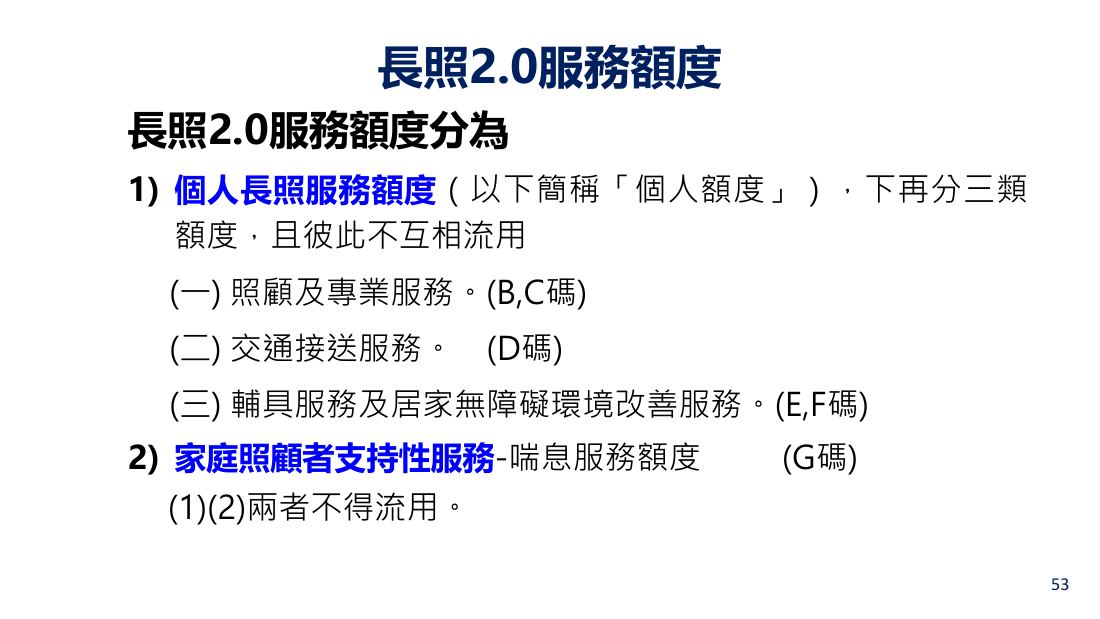 長照2.0服務額度
長照2.0服務額度分為
1) 個人長照服務額度（以下簡稱「個人額度」），下再分三類
額度，且彼此不互相流用
(一) 照顧及專業服務。(B,C碼)
(二) 交通接送服務。 (D碼)
(三) 輔具服務及居家無障礙環境改善服務。(E,F碼)
2) 家庭照顧者支持性服務-喘息服務額度 (G碼)
(1)(2)兩者不得流用。
53